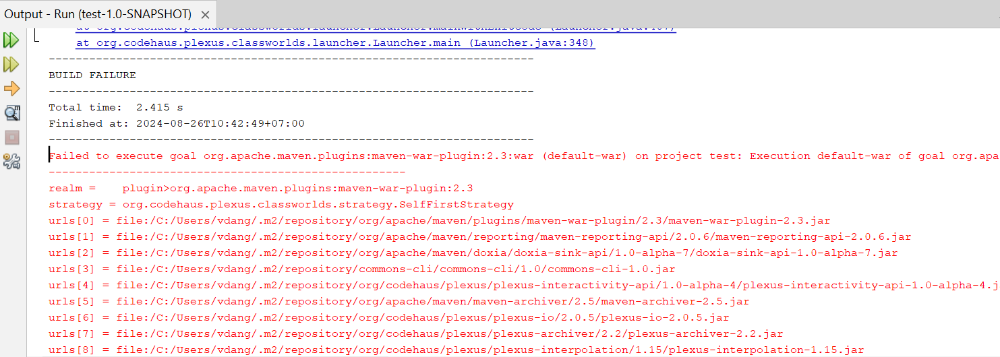 Output - Run (test-1.0-SNAPSHOT)
at org.codehaus.plexus.classworlds.launcher.Launcher.mainWithExitCode (Launcher.java:407)
at org.codehaus.plexus.classworlds.launcher.Launcher.main (Launcher.java:348)
------------------------------------------------------------------------
BUILD FAILURE
------------------------------------------------------------------------
Total time:  2.415 s
Finished at: 2024-08-26T10:42:49+07:00
------------------------------------------------------------------------
Failed to execute goal org.apache.maven.plugins:maven-war-plugin:2.3:war (default-war) on project test: Execution default-war of goal org.apa
-----------------------------------------------------
realm =    plugin>org.apache.maven.plugins:maven-war-plugin:2.3
strategy = org.codehaus.plexus.classworlds.strategy.SelfFirstStrategy
urls[0] = file:/C:/Users/vdang/.m2/repository/org/apache/maven/plugins/maven-war-plugin/2.3/maven-war-plugin-2.3.jar
urls[1] = file:/C:/Users/vdang/.m2/repository/org/apache/maven/reporting/maven-reporting-api/2.0.6/maven-reporting-api-2.0.6.jar
urls[2] = file:/C:/Users/vdang/.m2/repository/org/apache/maven/doxia/doxia-sink-api/1.0-alpha-7/doxia-sink-api-1.0-alpha-7.jar
urls[3] = file:/C:/Users/vdang/.m2/repository/commons-cli/commons-cli/1.0/commons-cli-1.0.jar
urls[4] = file:/C:/Users/vdang/.m2/repository/org/codehaus/plexus/plexus-interactivity-api/1.0-alpha-4/plexus-interactivity-api-1.0-alpha-4.j
urls[5] = file:/C:/Users/vdang/.m2/repository/org/apache/maven/maven-archiver/2.5/maven-archiver-2.5.jar
urls[6] = file:/C:/Users/vdang/.m2/repository/org/codehaus/plexus/plexus-io/2.0.5/plexus-io-2.0.5.jar
urls[7] = file:/C:/Users/vdang/.m2/repository/org/codehaus/plexus/plexus-archiver/2.2/plexus-archiver-2.2.jar
urls[8] = file:/C:/Users/vdang/.m2/repository/org/codehaus/plexus/plexus-interpolation/1.15/plexus-interpolation-1.15.jar